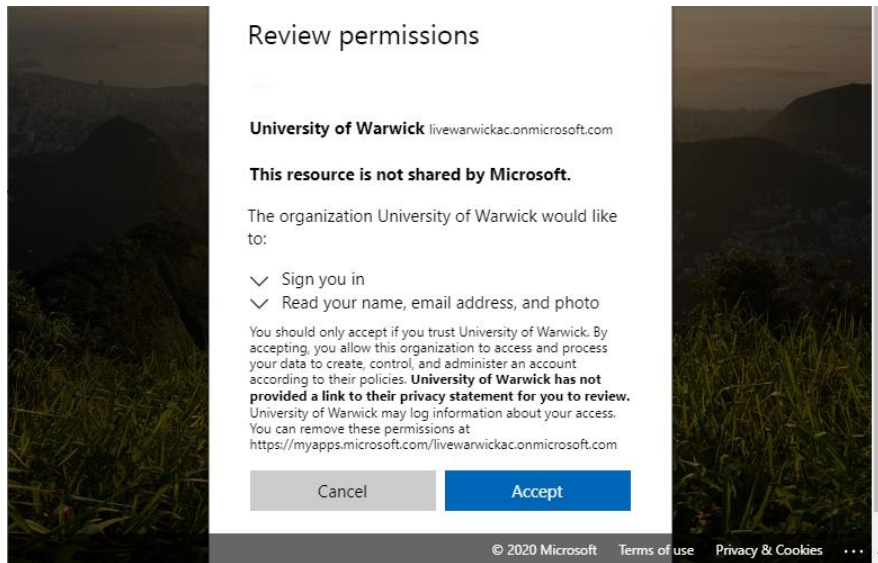 Review permissions
University of Warwick livewarwickac.onmicrosoft.com
This resource is not shared by Microsoft.
The organization University of Warwick would like
to:
Sign you in
Read your name, email address, and photo
You should only accept if you trust University of Warwick. By
accepting, you allow this organization to access and process
your data to create, control, and administer an account
according to their policies. University of Warwick has not
provided a link to their privacy statement for you to review.
University of Warwick may log information about your access.
You can remove these permissions at
https://myapps.microsoft.com/livewarwickac.onmicrosoft.com
Cancel Accept
© 2020 Microsoft Terms of use Privacy & Cookies ...